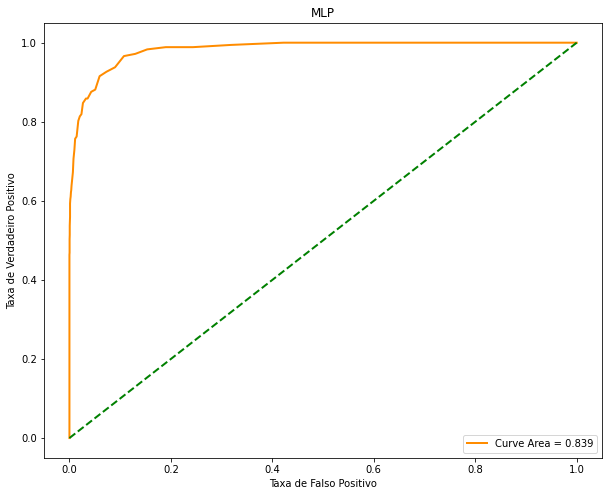 MLP
Taxa de Verdadeiro Positivo
1.0
0.8
0.6
0.4
0.2
0.0
Curve Area = 0.839
0.0 0.2 0.4 0.6 0.8 1.0
Taxa de Falso Positivo